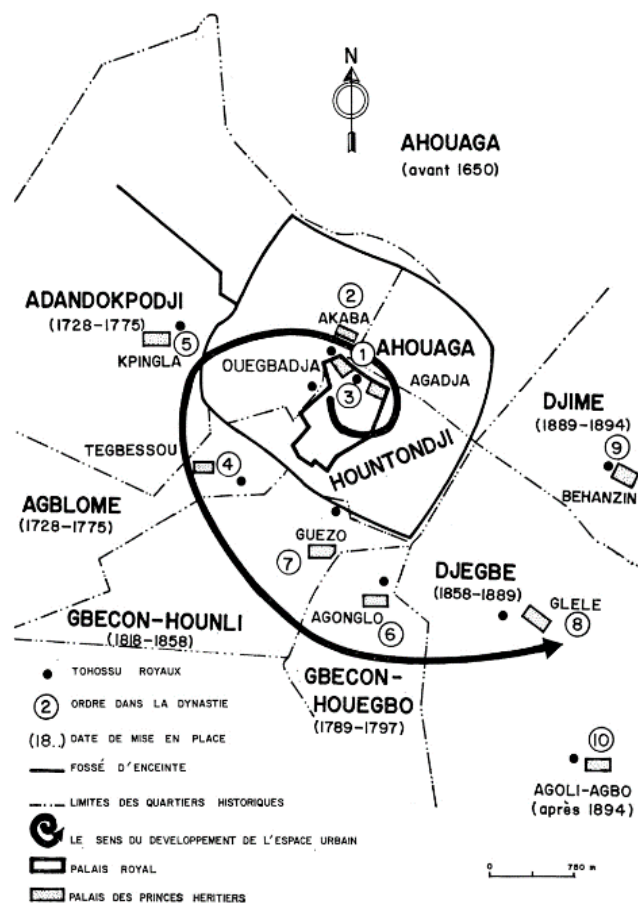 N
AHOUAGA
(avant 1650)
ADANDOKPODJI
(1728-1775)
5
KPINGLA
2
AKABA
1
AHOUAGA
OUEGBADJA
AGADJA
3
HOUNTONDJI
DJIME
(1889-1894)
9
BEHANZIN
TEGBESSOU
4
AGBLOME
(1728-1775)
GUEZO
7
DJEGBE
(1858-1889)
GLELE
8
AGONGLO
6
GBECON-HOUNLI
(1818-1858)
GBECON-
HOUEGBO
(1789-1797)
10
AGOLI-AGBO
(après 1894)
TOHOSSU ROYAUX
2 ORDRE DANS LA DYNASTIE
(18..) DATE DE MISE EN PLACE
FOSSÉ D'ENCEINTE
LIMITES DES QUARTIERS HISTORIQUES
LE SENS DU DEVELOPPEMENT DE L'ESPACE URBAIN
PALAIS ROYAL
PALAIS DES PRINCES HERITIERS
0 750 m